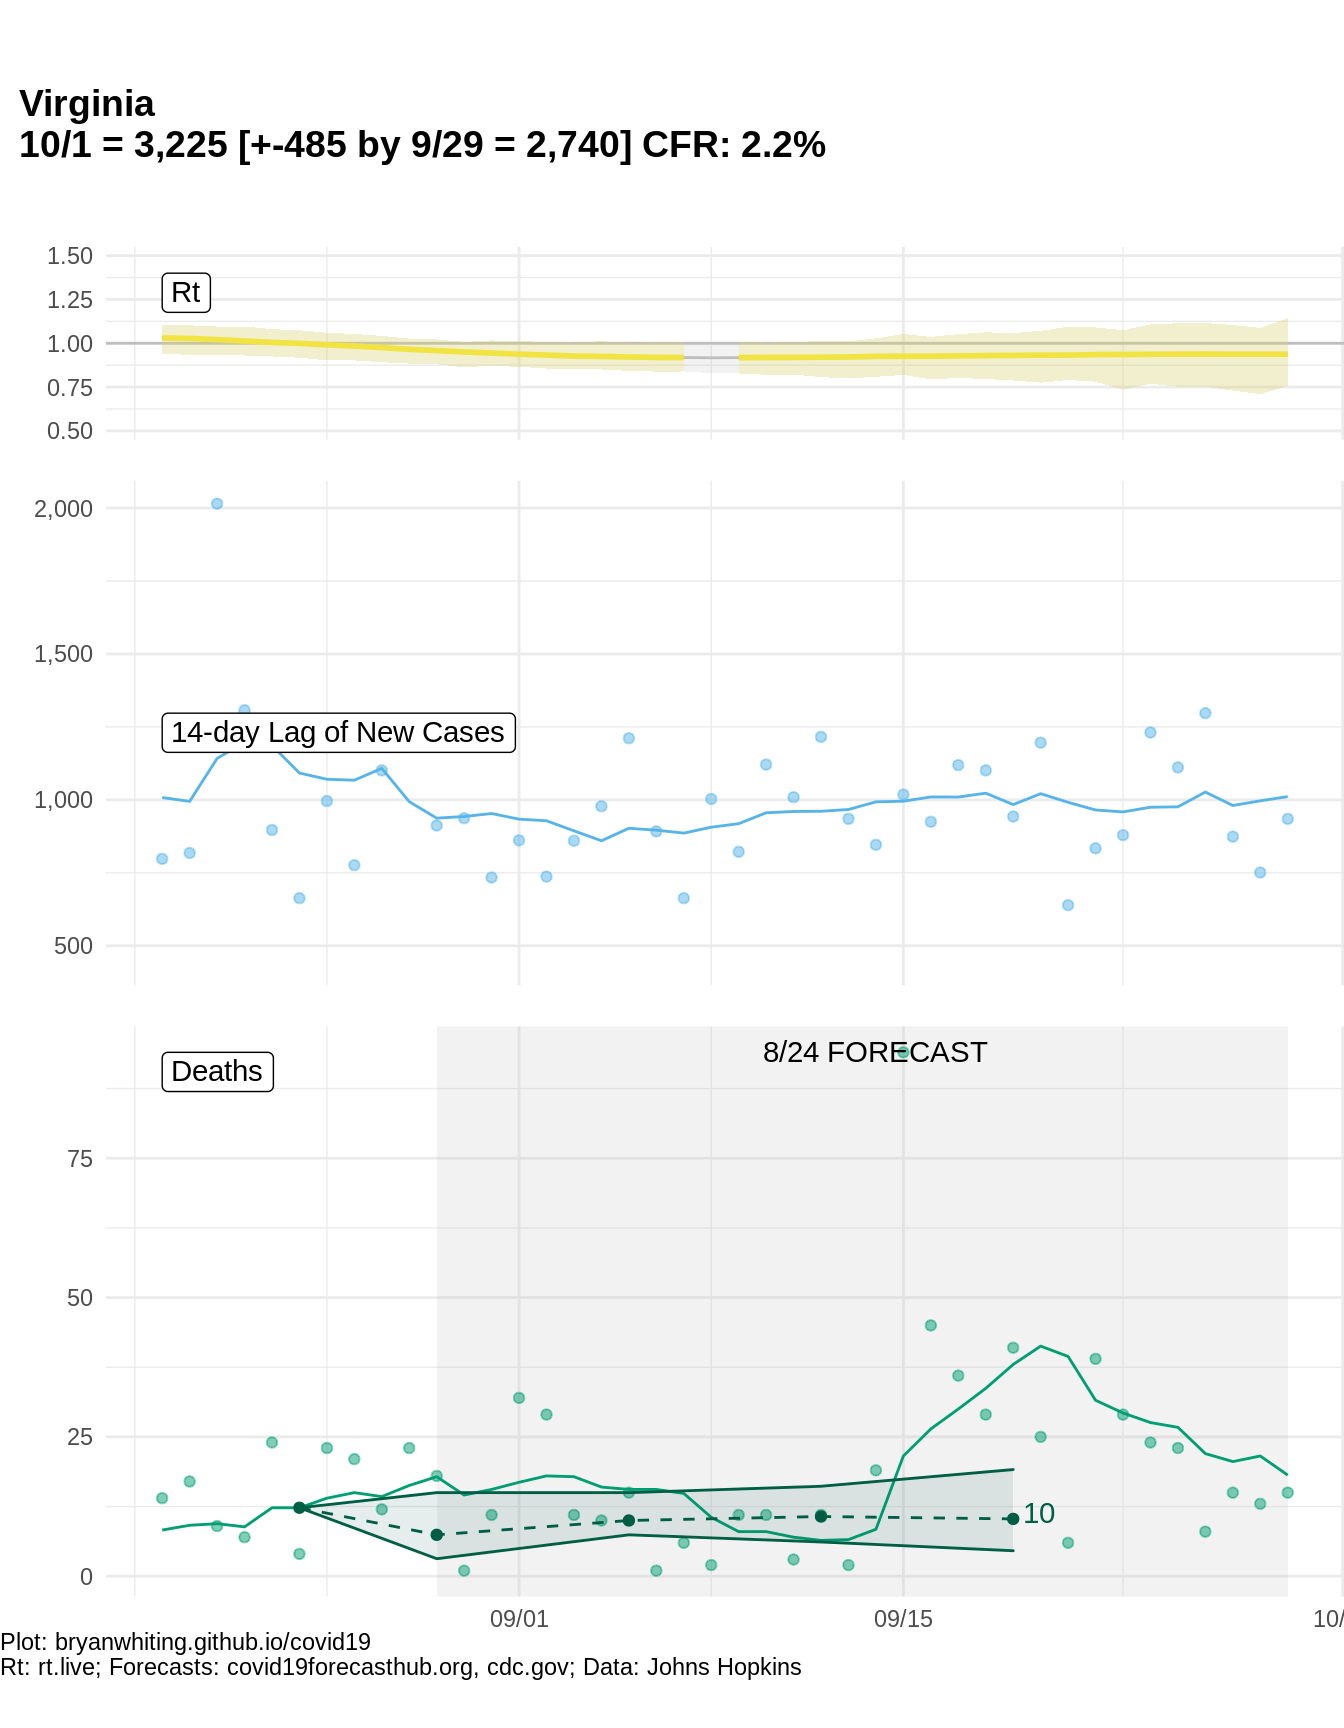 Virginia
10/1 = 3,225 [+-485 by 9/29 = 2,740] CFR: 2.2%
1.50
Rt
1.25
1.00
0.75
0.50
2,000
1,500
14-day Lag of New Cases
1,000
500
8/24 FORECAST
Deaths
75
50
25
10
0
09/01
09/15
10/
Plot: bryanwhiting.github.io/covid19
Rt: rt.live; Forecasts: covid19forecasthub.org, cdc.gov; Data: Johns Hopkins